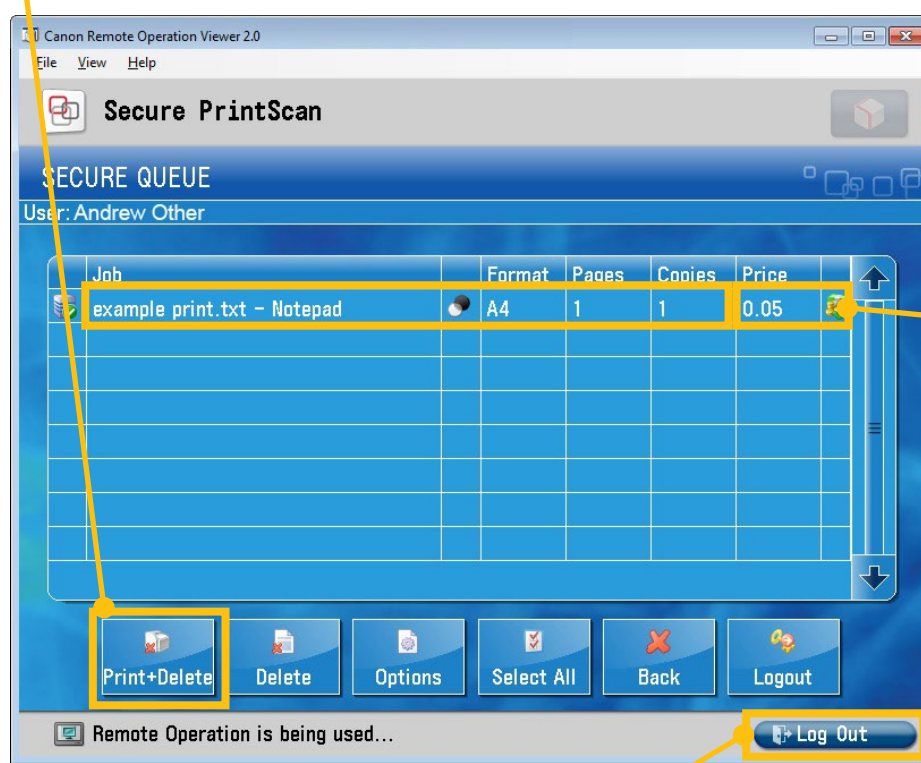 Canon Remote Operation Viewer 2.0
File View Help
Secure PrintScan
SECURE QUEUE
User: Andrew Other
Job Format Pages Copies Price
example print.txt - Notepad A4 1 1 0.05
Print+Delete Delete Options Select All Back Logout
Remote Operation is being used... Log Out